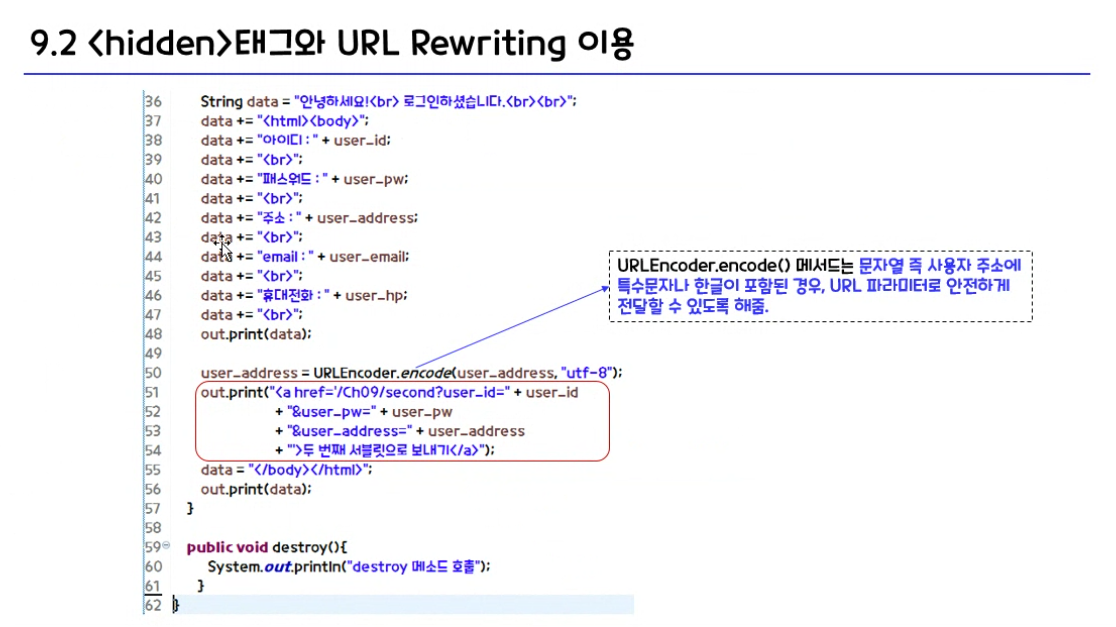 9.2 <hidden>태그와 URL Rewriting 이용
36 String data = "안녕하세요!<br> 로그인하셨습니다.<br><br>";
37 data += "<html><body>";
38 data += "아이디 : " + user_id;
39 data += "<br>";
40 data += "패스워드 : " + user_pw;
41 data += "<br>";
42 data += "주소 : " + user_address;
43 data += "<br>";
44 data += "email : " + user_email;
45 data += "<br>";
46 data += "휴대전화 : " + user_hp;
47 data += "<br>";
48 out.print(data);
49
50 user_address = URLEncoder.encode(user_address, "utf-8");
51 out.print("<a href='/Ch09/second?user_id=" + user_id
52 + "&user_pw=" + user_pw
53 + "&user_address=" + user_address
54 + "'>두 번째 서블릿으로 보내기</a>");
55 data = "</body></html>";
56 out.print(data);
57 }
58
59 public void destroy(){
60 System.out.println("destroy 메소드 호출");
61 }
62 }
URLEncoder.encode() 메서드는 문자열 즉 사용자 주소에
특수문자나 한글이 포함된 경우, URL 파라미터로 안전하게
전달할 수 있도록 해줌.